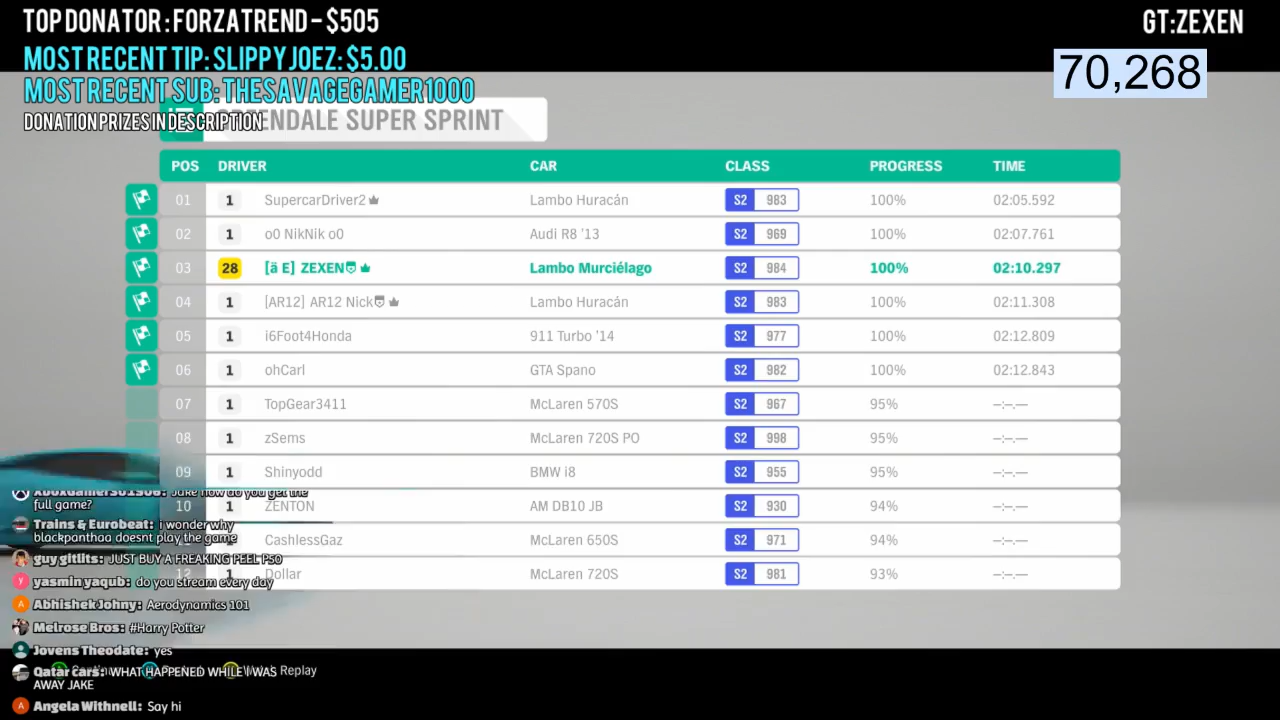 TOP DONATOR : FORZATREND – $505
GT:ZEXEN
MOST RECENT TIP: SLIPPY JOEZ: $5.00
70,268
MOST RECENT SUB: THESAVAGEGAMER1000
DONATION PRIZES IN DESCRIPTION
SUPER SPRINT
POS DRIVER CAR CLASS PROGRESS TIME
01 1 SupercarDriver2 Lambo Huracán S2 983 100% 02:05.592
02 1 o0 NikNik o0 Audi R8 '13 S2 969 100% 02:07.761
03 28 [ä E] ZEXEN Lambo Murciélago S2 984 100% 02:10.297
04 1 [AR12] AR12 Nick Lambo Huracán S2 983 100% 02:11.308
05 1 i6Foot4Honda 911 Turbo '14 S2 977 100% 02:12.809
06 1 ohCarl GTA Spano S2 982 100% 02:12.843
07 1 TopGear3411 McLaren 570S S2 967 95% --:--.---
08 1 zSems McLaren 720S PO S2 998 95% --:--.---
09 1 Shinyodd BMW i8 S2 955 95% --:--.---
10 1 ZENTON AM DB10 JB S2 930 94% --:--.---
CashlessGaz McLaren 650S S2 971 94% --:--.---
12 1 Dollar McLaren 720S S2 981 93% --:--.---
Jake how do you get the
full game?
Trains & Eurobeat: i wonder why
blackpanthaa doesnt play the game
guy gitlits: JUST BUY A FREAKING PEEL P50
yasmin yaqub: do you stream every day
Abhishek Johny: Aerodynamics 101
Melrose Bros: #Harry Potter
Jovens Theodate: yes
Qatar cars: WHAT HAPPENED WHILE I WAS
AWAY JAKE
Replay
Angela Withnell: Say hi